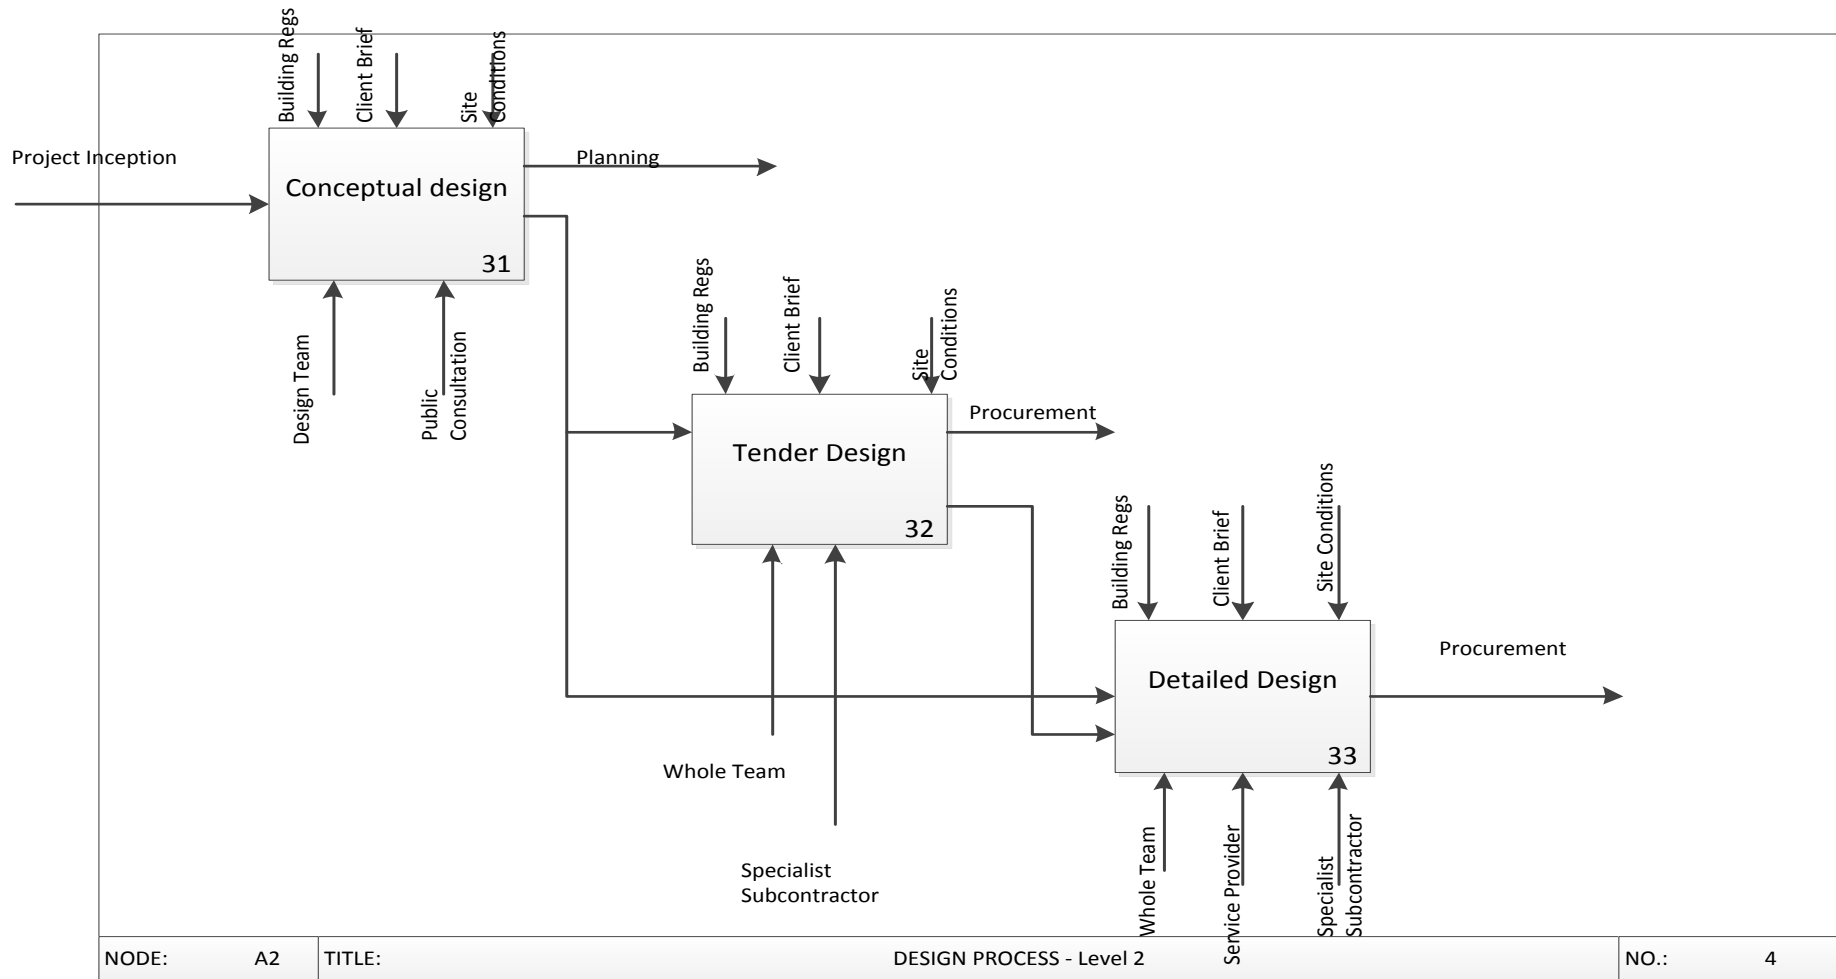 Building Regs
Client Brief
Site
Conditions
Project Inception
Planning
Conceptual design
31
Design Team
Public
Consultation
Building Regs
Client Brief
Site
Conditions
Procurement
Tender Design
32
Whole Team
Specialist
Subcontractor
Building Regs
Client Brief
Site Conditions
Procurement
Detailed Design
33
Whole Team
Service Provider
Specialist
Subcontractor
NODE: A2 TITLE: DESIGN PROCESS - Level 2 NO.: 4